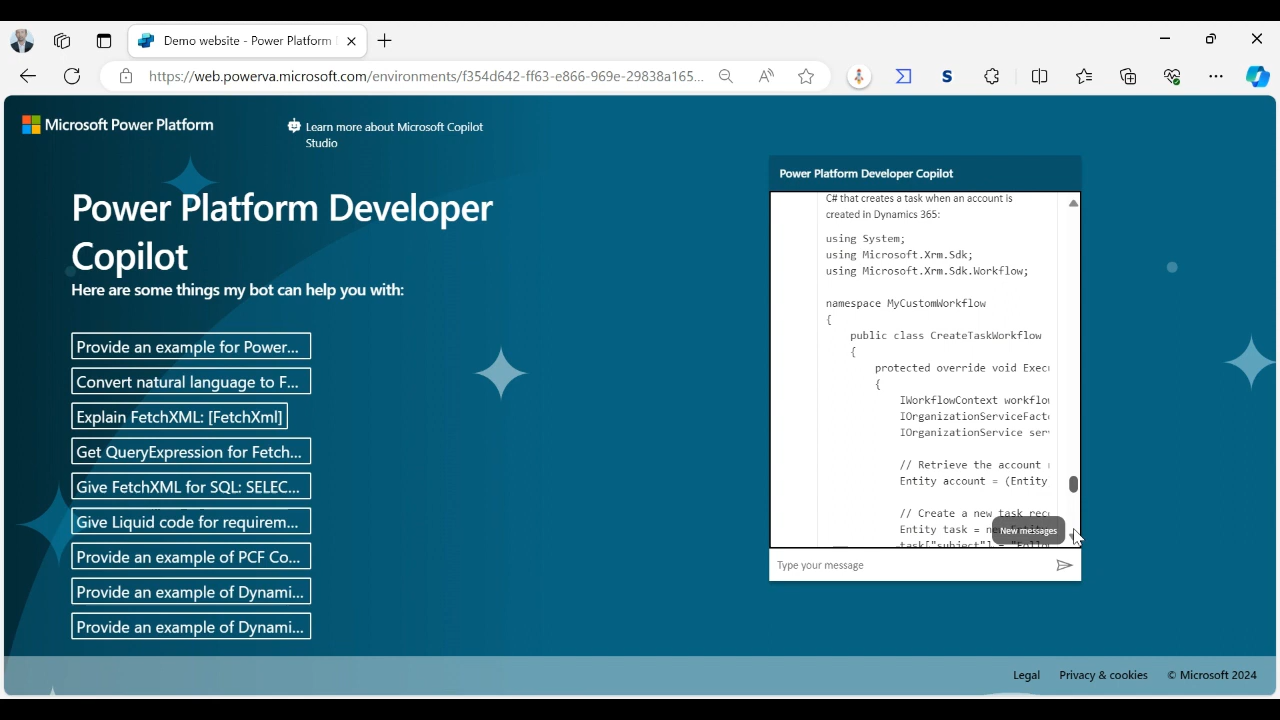 Demo website - Power Platform
https://web.powerva.microsoft.com/environments/f354d642-ff63-e866-969e-29838a165...
Microsoft Power Platform
Learn more about Microsoft Copilot
Studio
Power Platform Developer
Copilot
Here are some things my bot can help you with:
Provide an example for Power...
Convert natural language to F...
Explain FetchXML: [FetchXml]
Get QueryExpression for Fetch...
Give FetchXML for SQL: SELEC...
Give Liquid code for requirem...
Provide an example of PCF Co...
Provide an example of Dynami...
Provide an example of Dynami...
Power Platform Developer Copilot
C# that creates a task when an account is
created in Dynamics 365:
using System;
using Microsoft.Xrm.Sdk;
using Microsoft.Xrm.Sdk.Workflow;
namespace MyCustomWorkflow
{
public class CreateTaskWorkflow
{
protected override void Exec
{
IWorkflowContext workflo
IOrganizationServiceFact
IOrganizationService ser
// Retrieve the account
Entity account = (Entity
// Create a new task rec
Entity task = new
task["subject"] = "Follo
New messages
Type your message
Legal
Privacy & cookies
© Microsoft 2024